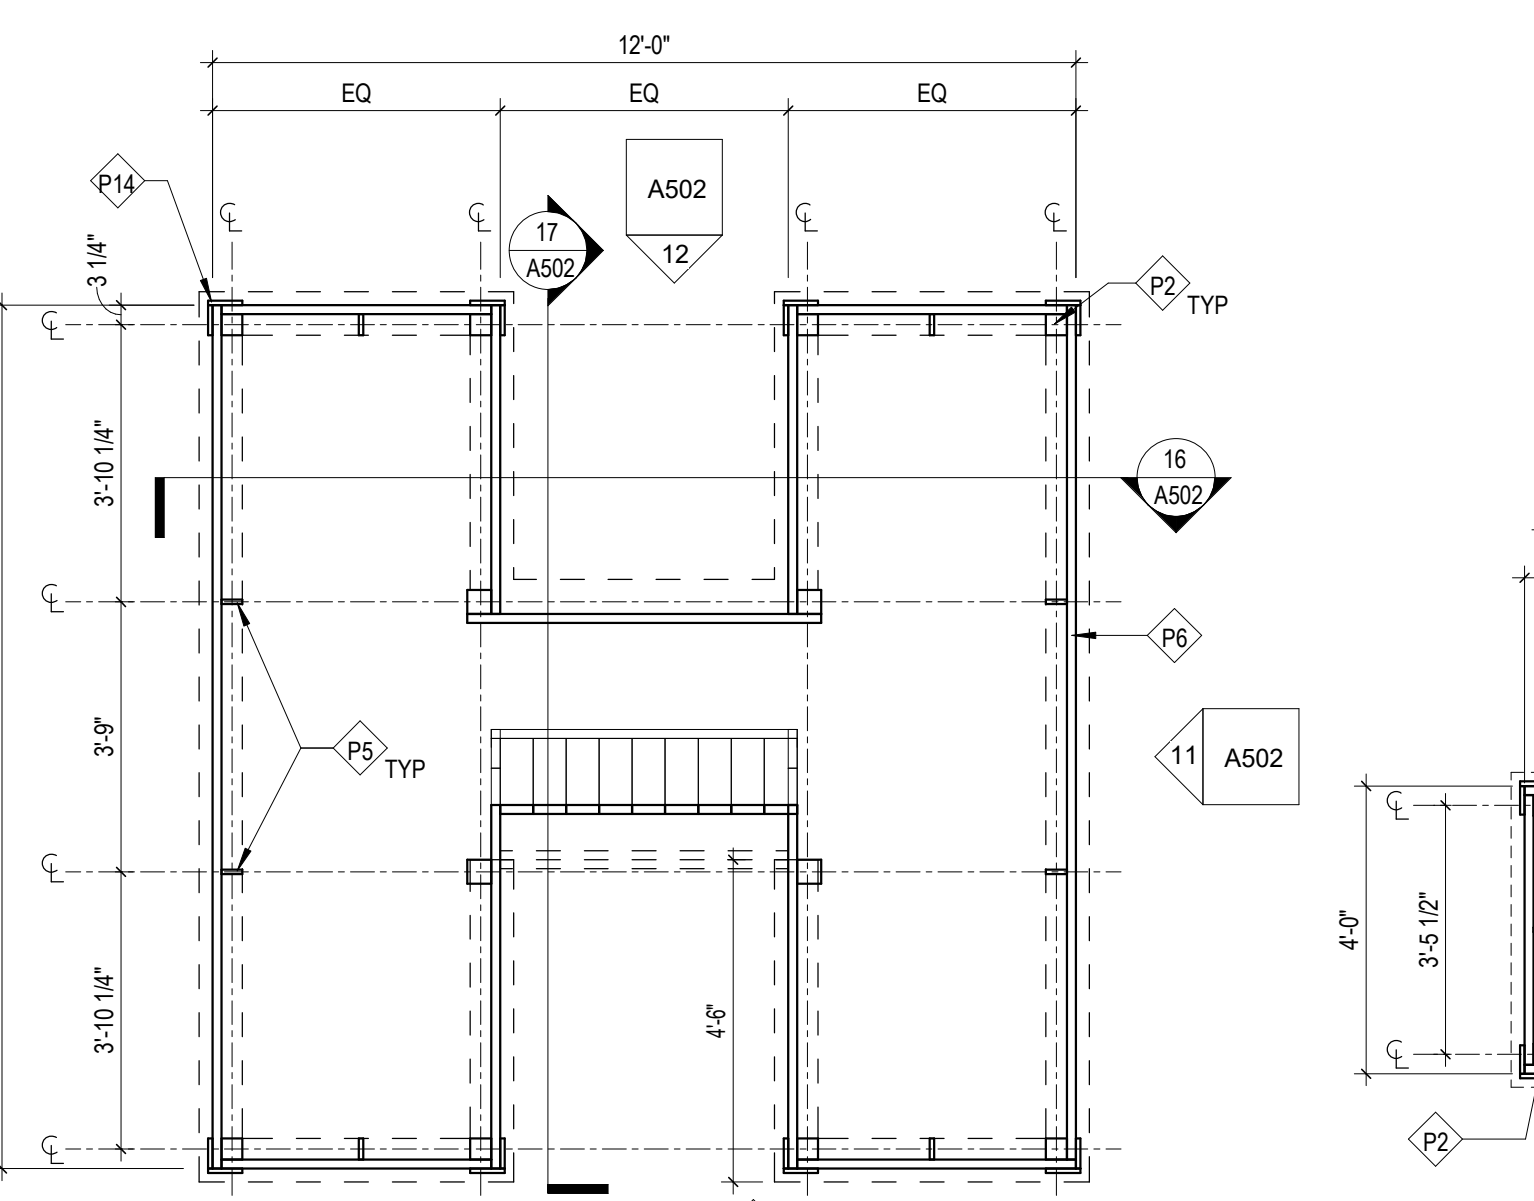 12'-0"
EQ EQ EQ
A502
12
P14
17
A502
3 1/4"
P2
TYP
3'-10 1/4"
16
A502
P6
3'-9"
P5
TYP
11 A502
4'-0"
3'-5 1/2"
3'-10 1/4"
4'-6"
P2